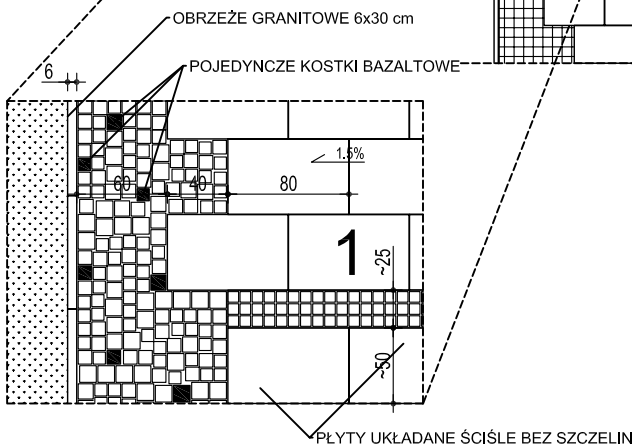 OBRZEŻE GRANITOWE 6x30 cm
POJEDYNCZE KOSTKI BAZALTOWE
6
1.5%
60 40 80
1
~25
~50
PŁYTY UKŁADANE ŚCIŚLE BEZ SZCZELIN